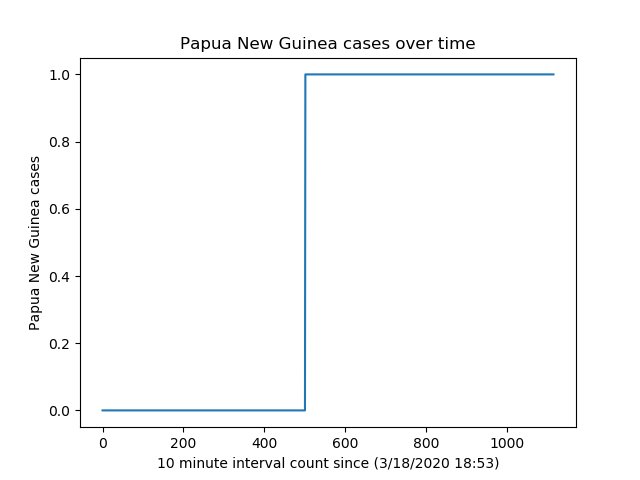 Papua New Guinea cases over time
1.0
0.8
0.6
0.4
0.2
0.0
Papua New Guinea cases
0 200 400 600 800 1000
10 minute interval count since (3/18/2020 18:53)